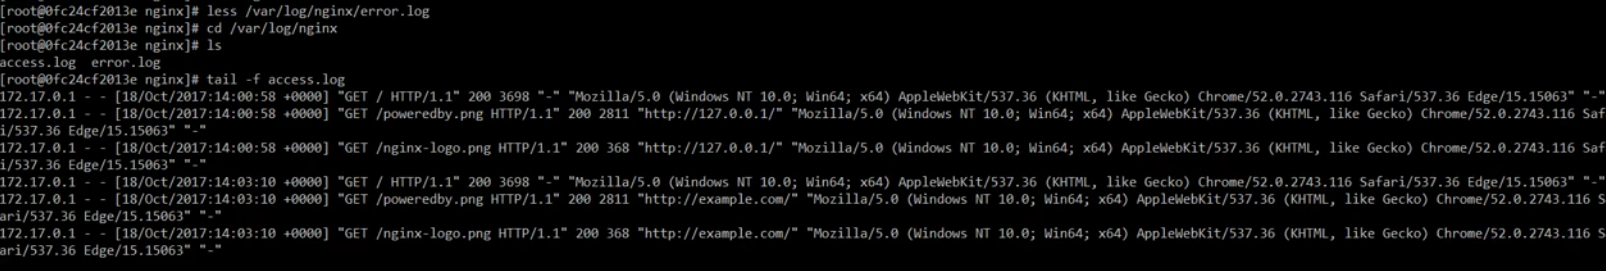 [root@0fc24cf2013e nginx]# less /var/log/nginx/error.log
[root@0fc24cf2013e nginx]# cd /var/log/nginx
[root@0fc24cf2013e nginx]# ls
access.log  error.log
[root@0fc24cf2013e nginx]# tail -f access.log
172.17.0.1 - - [18/Oct/2017:14:00:58 +0000] "GET / HTTP/1.1" 200 3698 "-" "Mozilla/5.0 (Windows NT 10.0; Win64; x64) AppleWebKit/537.36 (KHTML, like Gecko) Chrome/52.0.2743.116 Safari/537.36 Edge/15.15063" "-"
172.17.0.1 - - [18/Oct/2017:14:00:58 +0000] "GET /poweredby.png HTTP/1.1" 200 2811 "http://127.0.0.1/" "Mozilla/5.0 (Windows NT 10.0; Win64; x64) AppleWebKit/537.36 (KHTML, like Gecko) Chrome/52.0.2743.116 Saf
i/537.36 Edge/15.15063" "-"
172.17.0.1 - - [18/Oct/2017:14:00:58 +0000] "GET /nginx-logo.png HTTP/1.1" 200 368 "http://127.0.0.1/" "Mozilla/5.0 (Windows NT 10.0; Win64; x64) AppleWebKit/537.36 (KHTML, like Gecko) Chrome/52.0.2743.116 Saf
i/537.36 Edge/15.15063" "-"
172.17.0.1 - - [18/Oct/2017:14:03:10 +0000] "GET / HTTP/1.1" 200 3698 "-" "Mozilla/5.0 (Windows NT 10.0; Win64; x64) AppleWebKit/537.36 (KHTML, like Gecko) Chrome/52.0.2743.116 Safari/537.36 Edge/15.15063" "-"
172.17.0.1 - - [18/Oct/2017:14:03:10 +0000] "GET /poweredby.png HTTP/1.1" 200 2811 "http://example.com/" "Mozilla/5.0 (Windows NT 10.0; Win64; x64) AppleWebKit/537.36 (KHTML, like Gecko) Chrome/52.0.2743.116 S
ari/537.36 Edge/15.15063" "-"
172.17.0.1 - - [18/Oct/2017:14:03:10 +0000] "GET /nginx-logo.png HTTP/1.1" 200 368 "http://example.com/" "Mozilla/5.0 (Windows NT 10.0; Win64; x64) AppleWebKit/537.36 (KHTML, like Gecko) Chrome/52.0.2743.116 S
ari/537.36 Edge/15.15063" "-"